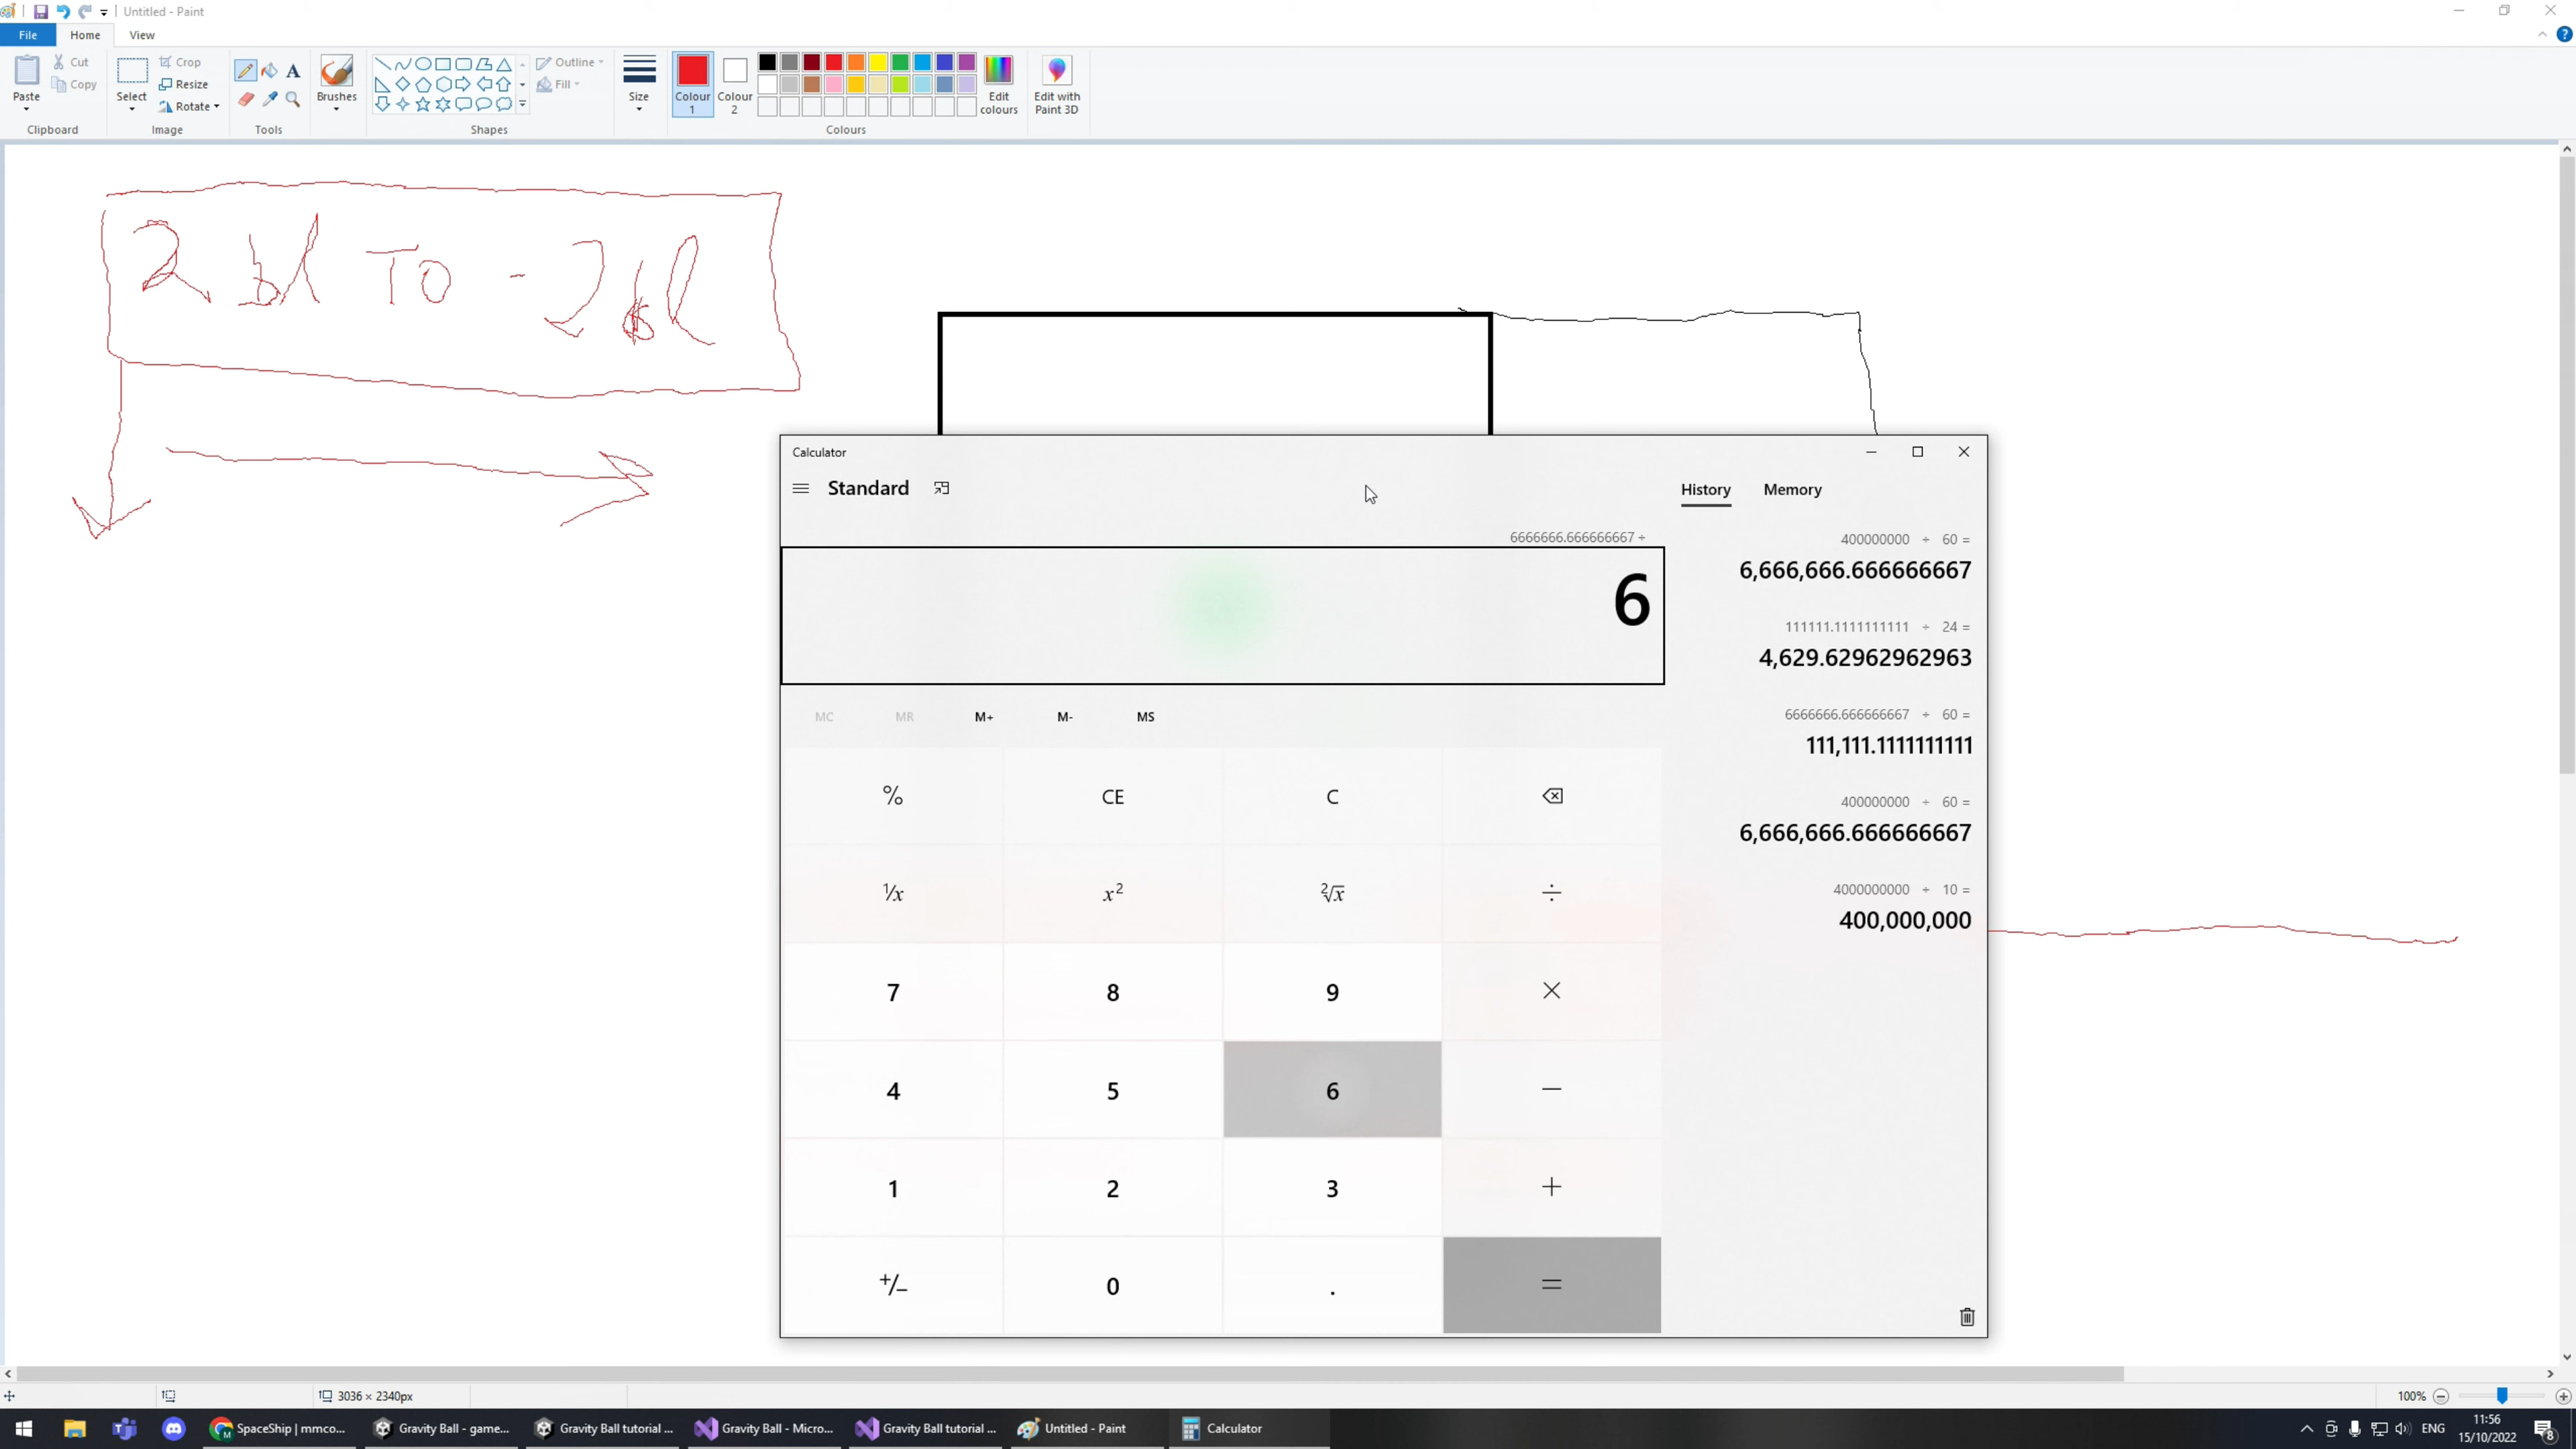 Untitled - Paint
File Home View
Paste
Cut
Copy
Clipboard
Select
Crop
Resize
Rotate
Image
A
Tools
Brushes
Shapes
Outline
Fill
Size
Colour 1
Colour 2
Edit colours
Colours
Edit with Paint 3D
2 bl TO - 2bl
Calculator
Standard
6666666.666666667 ÷
6
MC MR M+ M- MS
% CE C
1/x x² ²√x ÷
7 8 9 ×
4 5 6 −
1 2 3 +
+/− 0 . =
History Memory
400000000 ÷ 60 =
6,666,666.666666667
111111.1111111111 ÷ 24 =
4,629.62962962963
6666666.666666667 ÷ 60 =
111,111.1111111111
400000000 ÷ 60 =
6,666,666.666666667
4000000000 ÷ 10 =
400,000,000
3036 × 2340px
100%
SpaceShip | mmco...
Gravity Ball - game...
Gravity Ball tutorial ...
Gravity Ball - Micro...
Gravity Ball tutorial ...
Untitled - Paint
Calculator
ENG
11:56
15/10/2022
8